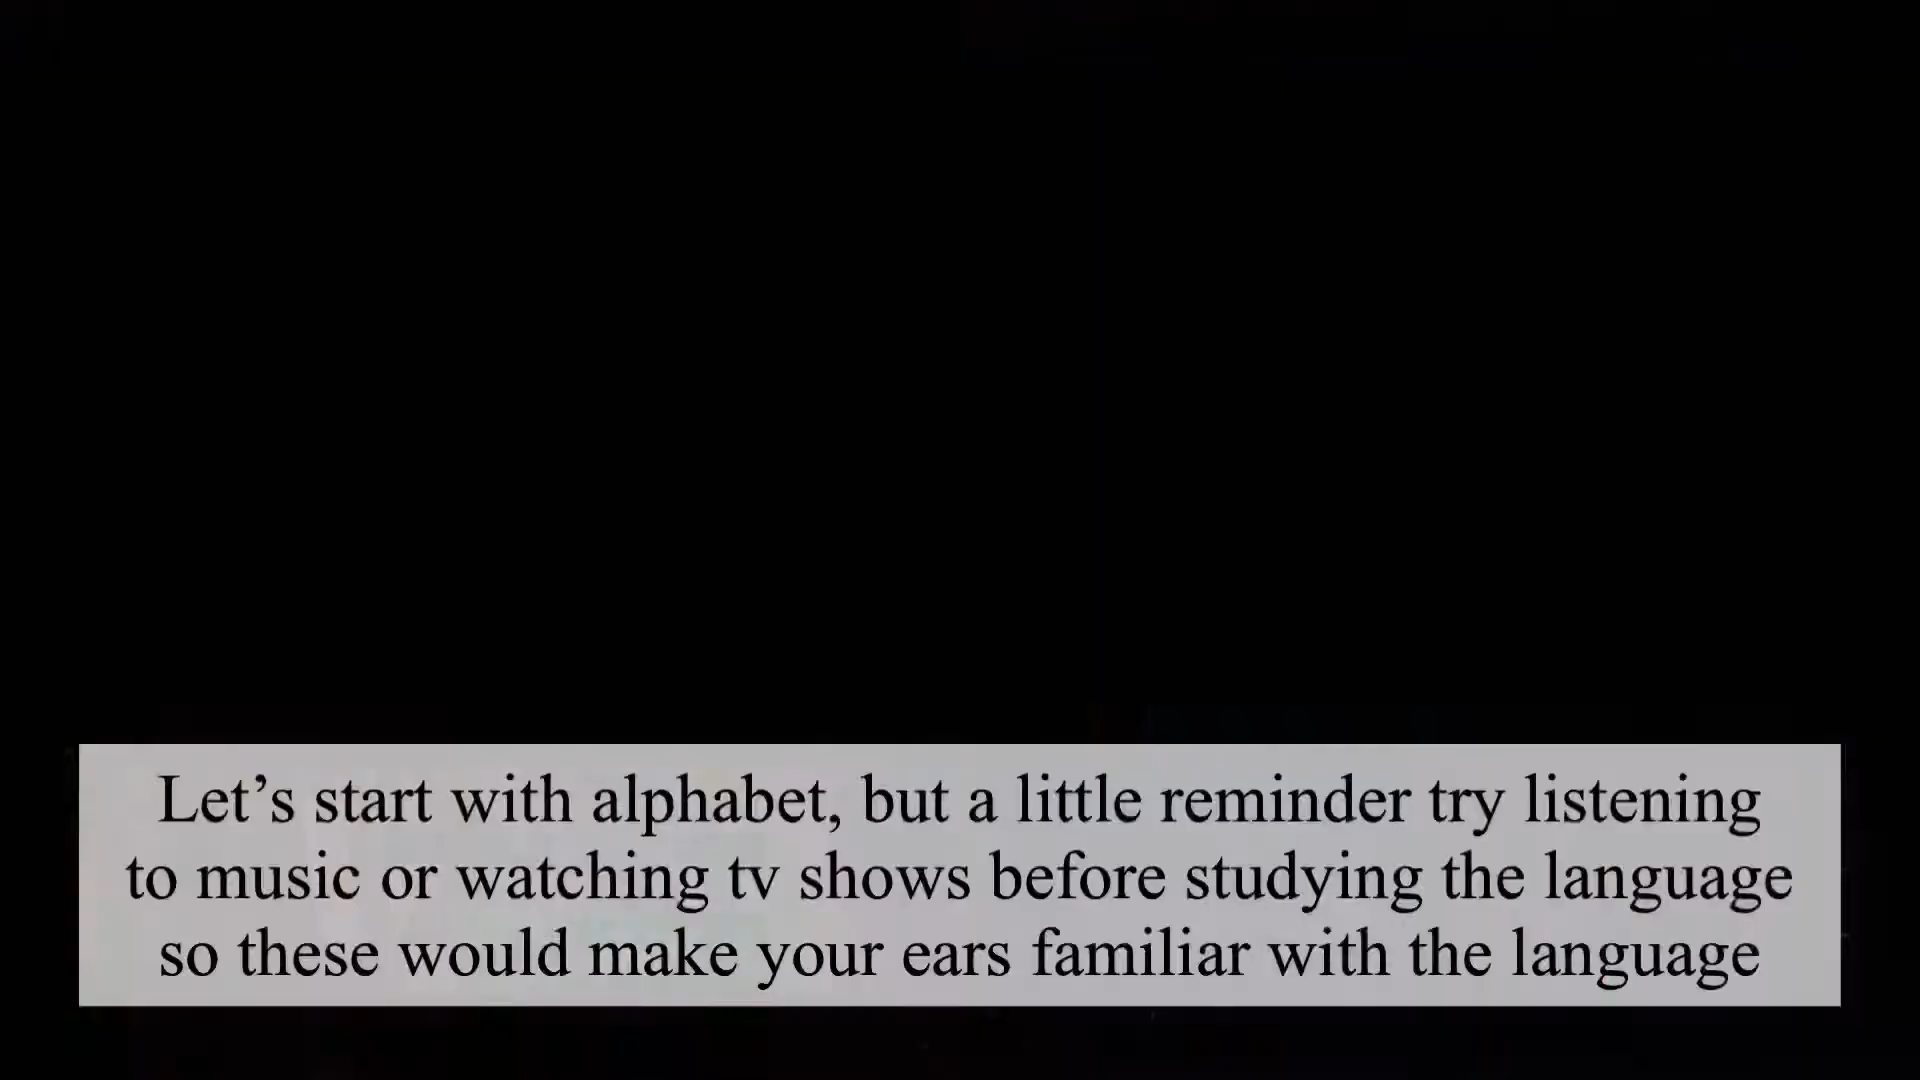 Let’s start with alphabet, but a little reminder try listening
to music or watching tv shows before studying the language
so these would make your ears familiar with the language